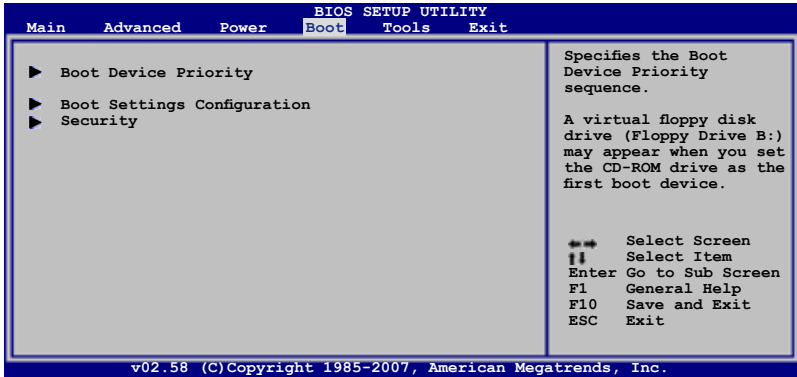 BIOS SETUP UTILITY
Main Advanced Power Boot Tools Exit
Boot Device Priority
Boot Settings Configuration
Security
Specifies the Boot
Device Priority
sequence.
A virtual floppy disk
drive (Floppy Drive B:)
may appear when you set
the CD-ROM drive as the
first boot device.
Select Screen
Select Item
Enter Go to Sub Screen
F1 General Help
F10 Save and Exit
ESC Exit
v02.58 (C)Copyright 1985-2007, American Megatrends, Inc.